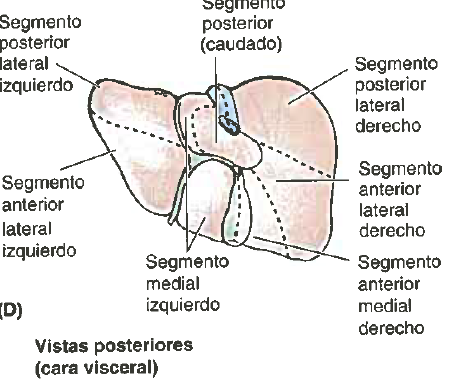 Segmento
posterior
lateral
izquierdo
Segmento
posterior
(caudado)
Segmento
posterior
lateral
derecho
Segmento
anterior
lateral
izquierdo
Segmento
anterior
lateral
derecho
Segmento
medial
izquierdo
Segmento
anterior
medial
derecho
(D)
Vistas posteriores
(cara visceral)